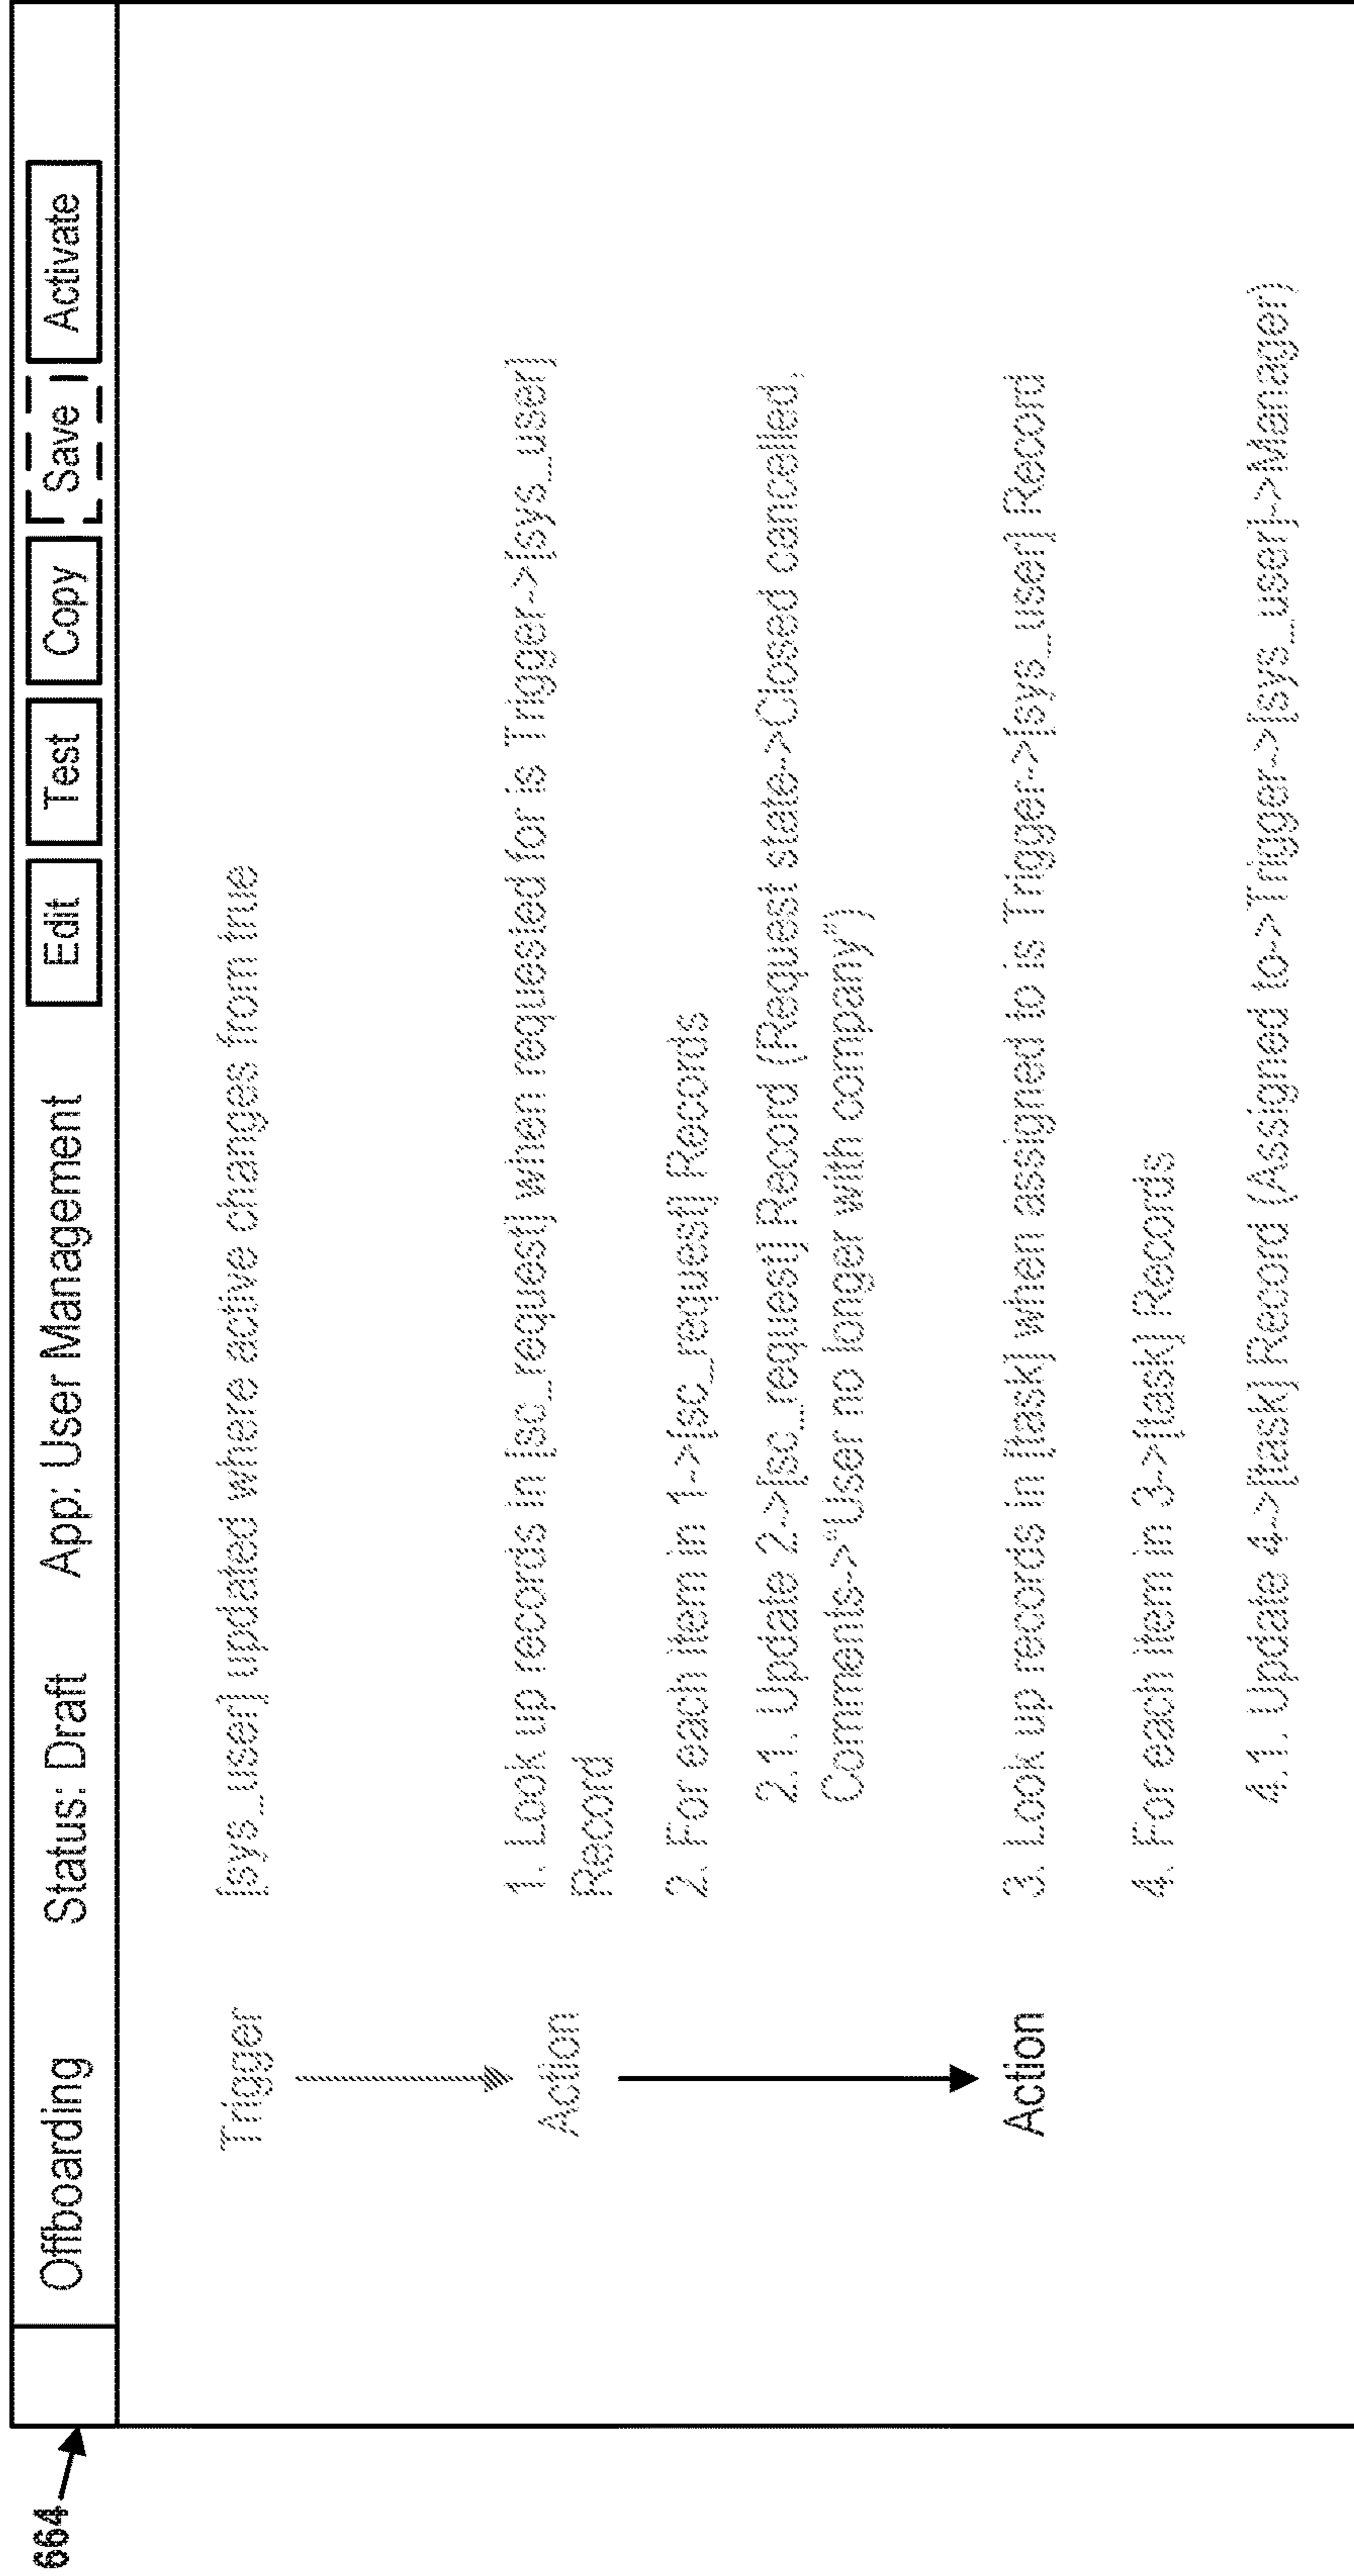 664
Offboarding Status: Draft App: User Management Edit Test Copy Save Activate
Trigger [sys_user] updated where active changes from true
Action 1. Look up records in [sc_request] when requested for is Trigger->[sys_user]
Record
2. For each item in 1->[sc_request] Records
2.1. Update 2->[sc_request] Record (Request state->Closed cancelled,
Comments->"User no longer with company")
Action 3. Look up records in [task] when assigned to is Trigger->[sys_user] Record
4. For each item in 3->[task] Records
4.1. Update 4->[task] Record (Assigned to->Trigger->[sys_user]->Manager)